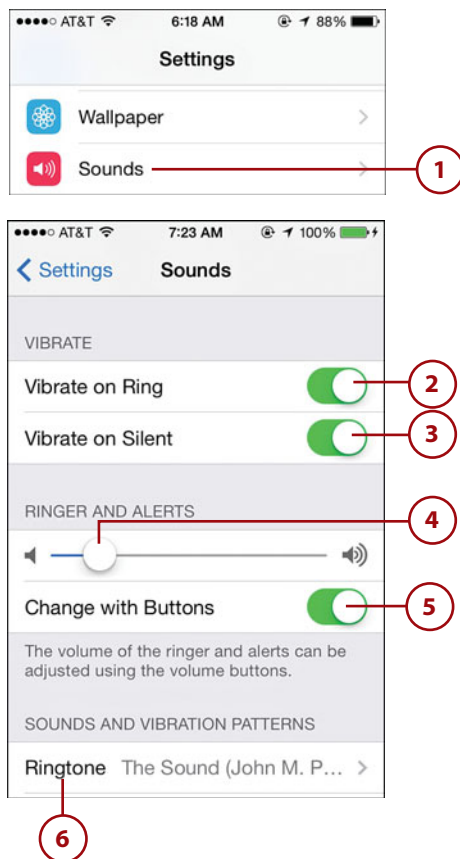 AT&T 6:18 AM 88%
Settings
Wallpaper
Sounds
1
AT&T 7:23 AM 100%
Settings Sounds
VIBRATE
Vibrate on Ring
2
Vibrate on Silent
3
RINGER AND ALERTS
4
Change with Buttons
5
The volume of the ringer and alerts can be
adjusted using the volume buttons.
SOUNDS AND VIBRATION PATTERNS
Ringtone The Sound (John M. P...
6